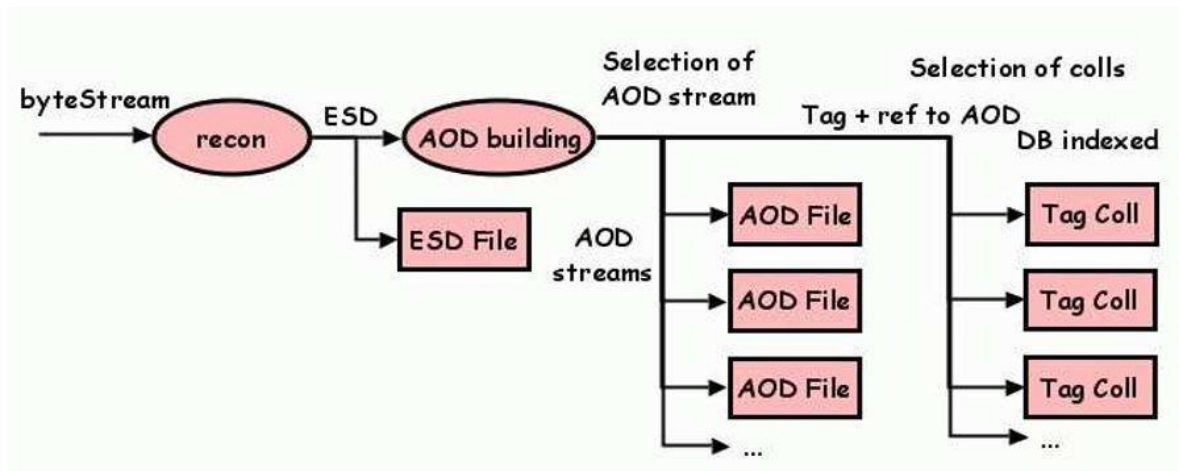 byteStream
recon
ESD
AOD building
ESD File
Selection of
AOD stream
AOD
streams
AOD File
AOD File
AOD File
...
Selection of colls
Tag + ref to AOD
DB indexed
Tag Coll
Tag Coll
Tag Coll
...